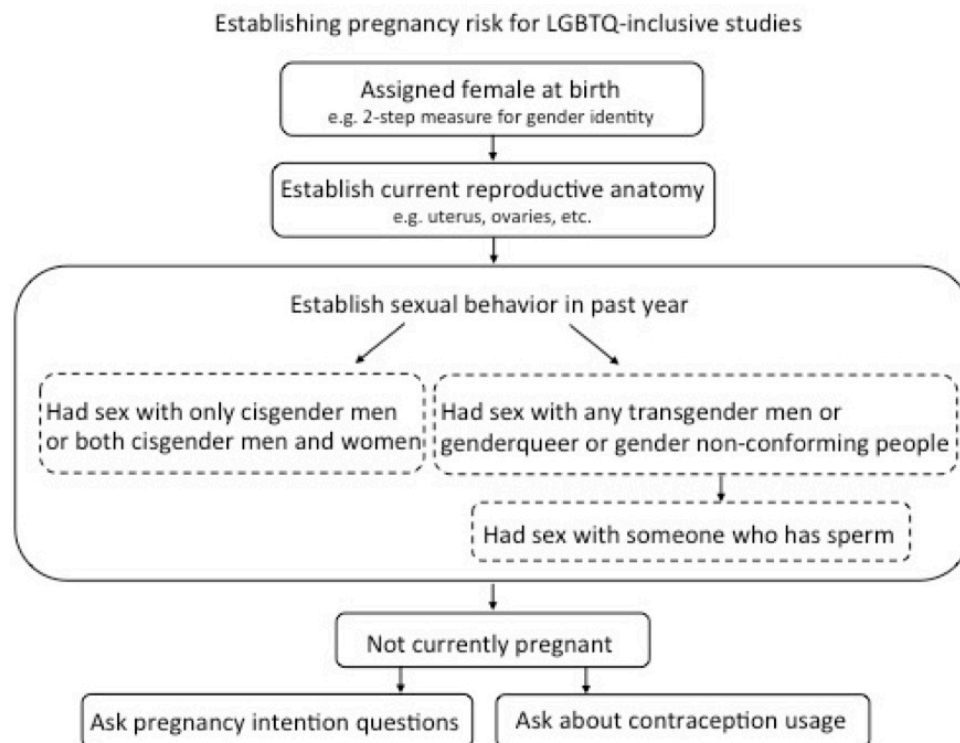 Establishing pregnancy risk for LGBTQ-inclusive studies
Assigned female at birth
e.g. 2-step measure for gender identity
Establish current reproductive anatomy
e.g. uterus, ovaries, etc.
Establish sexual behavior in past year
Had sex with only cisgender men
or both cisgender men and women
Had sex with any transgender men or
genderqueer or gender non-conforming people
Had sex with someone who has sperm
Not currently pregnant
Ask pregnancy intention questions
Ask about contraception usage